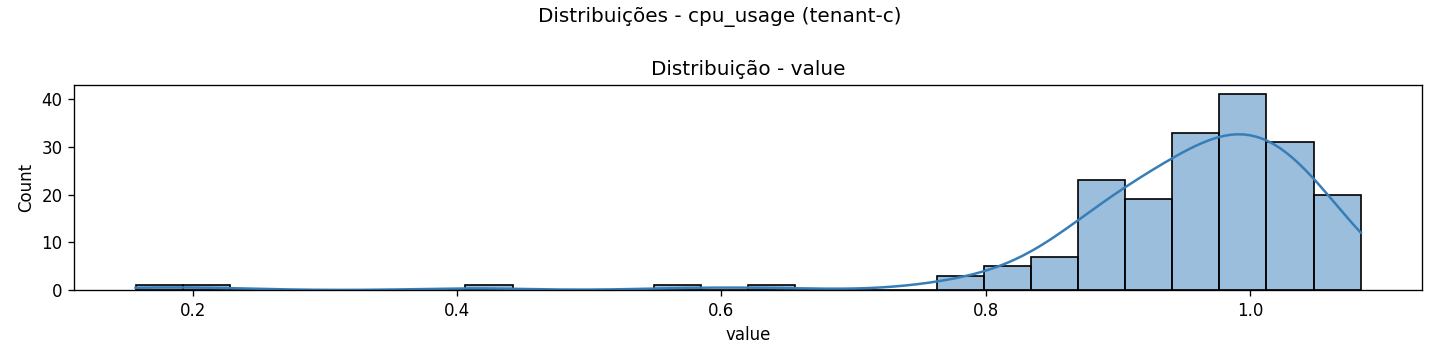 Distribuições - cpu_usage (tenant-c)
Distribuição - value
Count
40
30
20
10
0
0.2 0.4 0.6 0.8 1.0
value